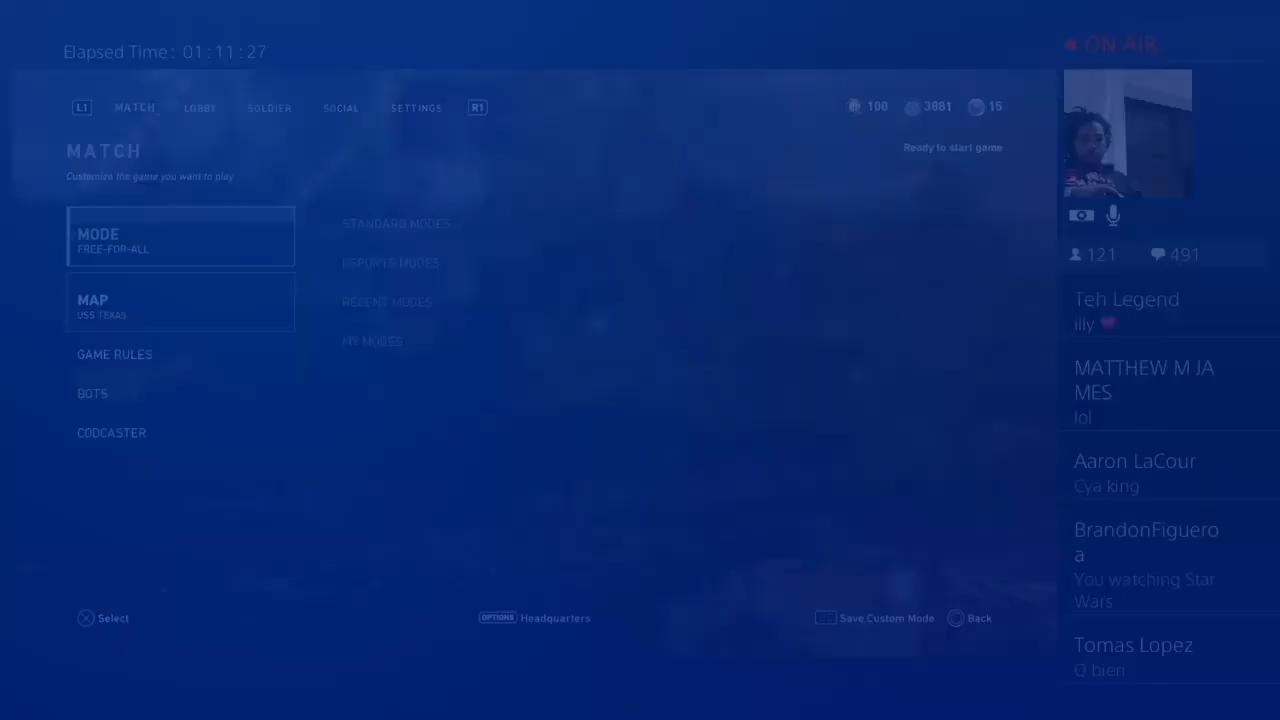 Elapsed Time: 01:11:27
ON AIR
L1 MATCH LOBBY SOLDIER SOCIAL SETTINGS R1
100 3881 15
MATCH
Ready to start game
Customize the game you want to play
MODE
FREE-FOR-ALL
MAP
USS TEXAS
GAME RULES
BOTS
CODCASTER
STANDARD MODES
ESPORTS MODES
RECENT MODES
MY MODES
121 491
Teh Legend
illy
MATTHEW M JA
MES
lol
Aaron LaCour
Cya king
BrandonFiguero
a
You watching Star
Wars
Tomas Lopez
Q bien
Select
OPTIONS Headquarters
Save Custom Mode
Back